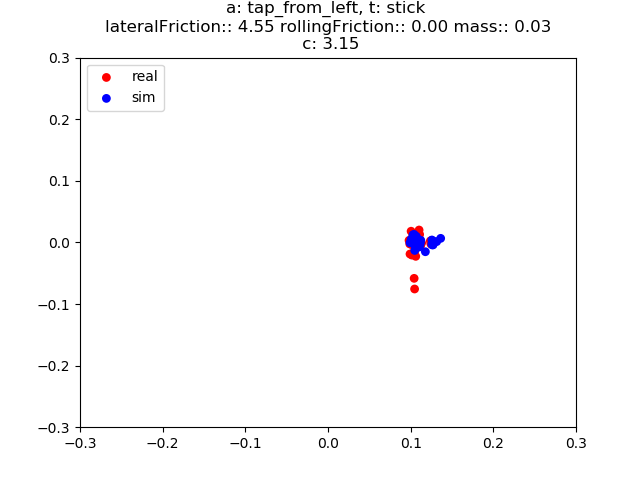 a: tap_from_left, t: stick
lateralFriction:: 4.55 rollingFriction:: 0.00 mass:: 0.03
c: 3.15
real
sim
0.3
0.2
0.1
0.0
−0.1
−0.2
−0.3
−0.3 −0.2 −0.1 0.0 0.1 0.2 0.3